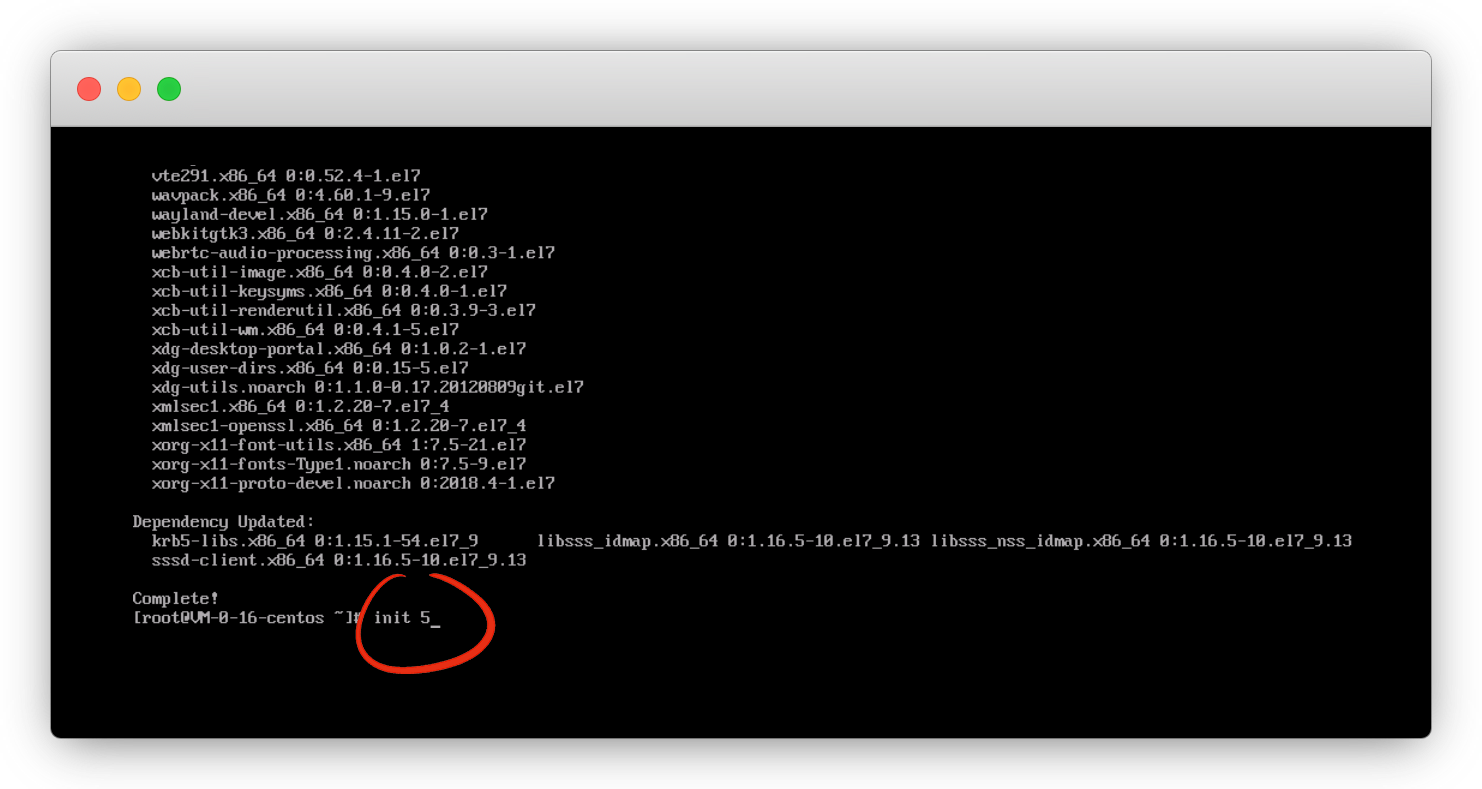 vte291.x86_64 0:0.52.4-1.el7
wavpack.x86_64 0:4.60.1-9.el7
wayland-devel.x86_64 0:1.15.0-1.el7
webkitgtk3.x86_64 0:2.4.11-2.el7
webrtc-audio-processing.x86_64 0:0.3-1.el7
xcb-util-image.x86_64 0:0.4.0-2.el7
xcb-util-keysyms.x86_64 0:0.4.0-1.el7
xcb-util-renderutil.x86_64 0:0.3.9-3.el7
xcb-util-wm.x86_64 0:0.4.1-5.el7
xdg-desktop-portal.x86_64 0:1.0.2-1.el7
xdg-user-dirs.x86_64 0:0.15-5.el7
xdg-utils.noarch 0:1.1.0-0.17.20120809git.el7
xmlsec1.x86_64 0:1.2.20-7.el7_4
xmlsec1-openssl.x86_64 0:1.2.20-7.el7_4
xorg-x11-font-utils.x86_64 1:7.5-21.el7
xorg-x11-fonts-Type1.noarch 0:7.5-9.el7
xorg-x11-proto-devel.noarch 0:2018.4-1.el7
Dependency Updated:
krb5-libs.x86_64 0:1.15.1-54.el7_9 libsss_idmap.x86_64 0:1.16.5-10.el7_9.13 libsss_nss_idmap.x86_64 0:1.16.5-10.el7_9.13
sssd-client.x86_64 0:1.16.5-10.el7_9.13
Complete!
[root@VM-0-16-centos ~]# init 5_